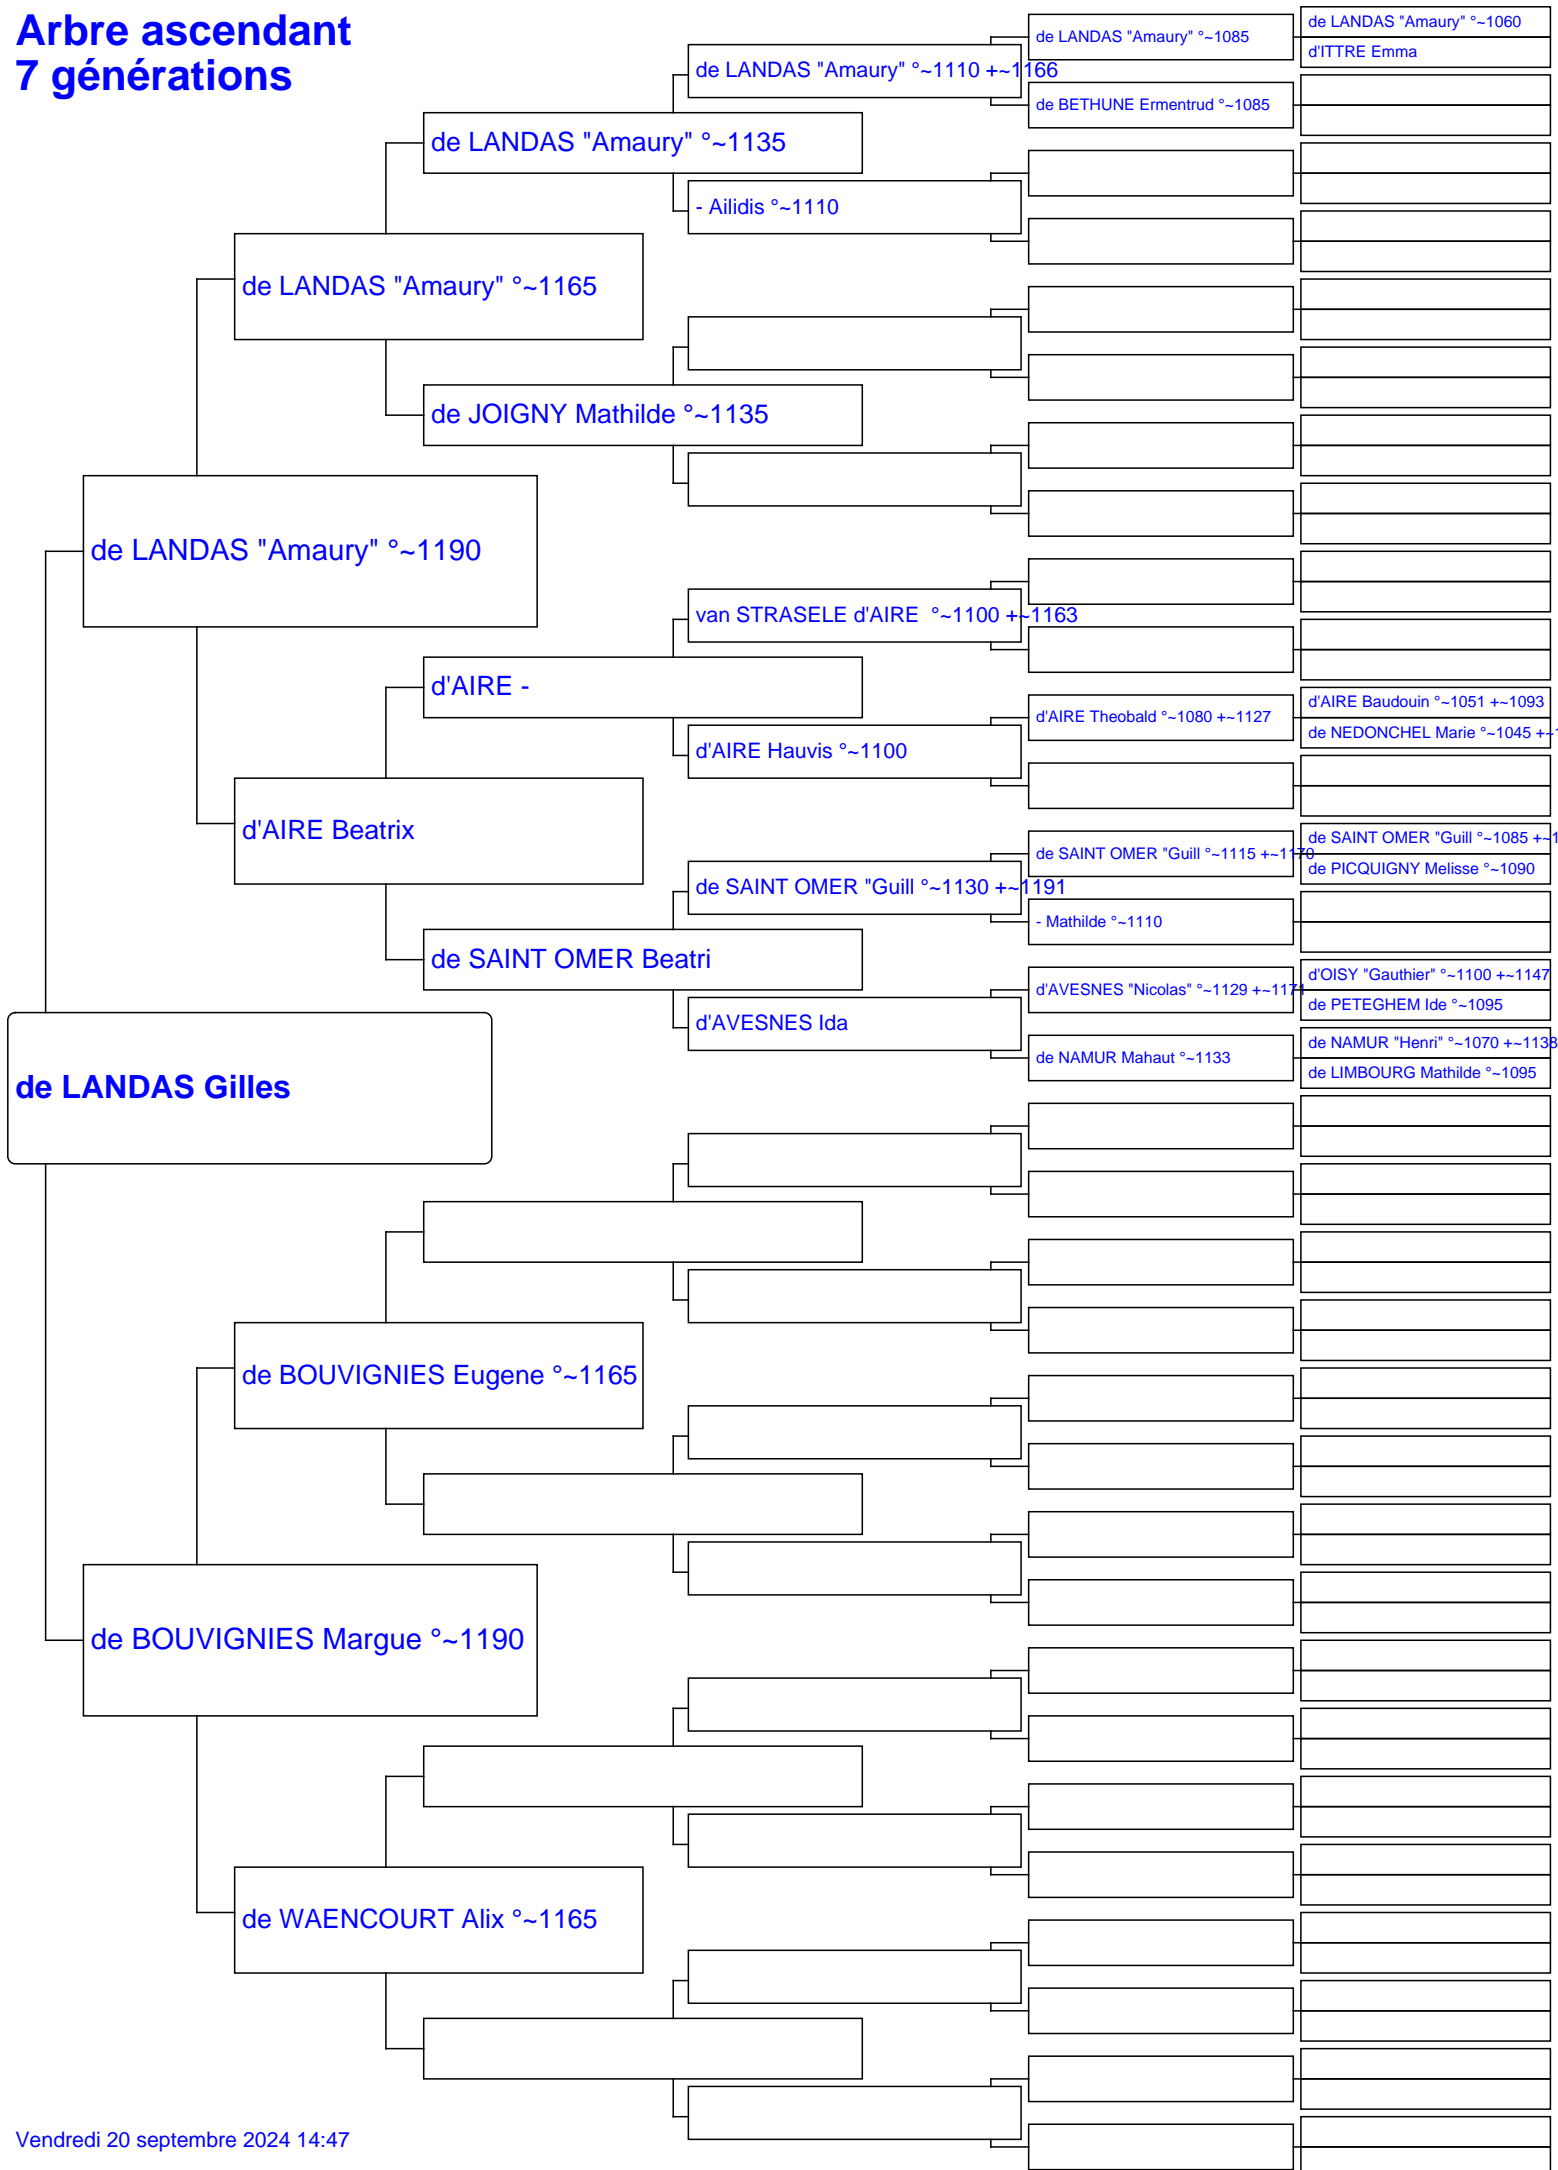 Arbre ascendant
7 générations
de LANDAS Gilles
de LANDAS "Amaury" °~1190
de BOUVIGNIES Margue °~1190
de LANDAS "Amaury" °~1165
d'AIRE Beatrix
de BOUVIGNIES Eugene °~1165
de WAENCOURT Alix °~1165
de LANDAS "Amaury" °~1135
de JOIGNY Mathilde °~1135
d'AIRE -
de SAINT OMER Beatri
de LANDAS "Amaury" °~1110 +~1166
- Ailidis °~1110
van STRASELE d'AIRE °~1100 +~1163
d'AIRE Hauvis °~1100
de SAINT OMER "Guill °~1130 +~1191
d'AVESNES Ida
de LANDAS "Amaury" °~1085
de BETHUNE Ermentrud °~1085
d'AIRE Theobald °~1080 +~1127
de SAINT OMER "Guill °~1115 +~1170
- Mathilde °~1110
d'AVESNES "Nicolas" °~1129 +~1171
de NAMUR Mahaut °~1133
de LANDAS "Amaury" °~1060
d'ITTRE Emma
d'AIRE Baudouin °~1051 +~1093
de NEDONCHEL Marie °~1045 +~
de SAINT OMER "Guill °~1085 +~1
de PICQUIGNY Melisse °~1090
d'OISY "Gauthier" °~1100 +~1147
de PETEGHEM Ide °~1095
de NAMUR "Henri" °~1070 +~1138
de LIMBOURG Mathilde °~1095
Vendredi 20 septembre 2024 14:47